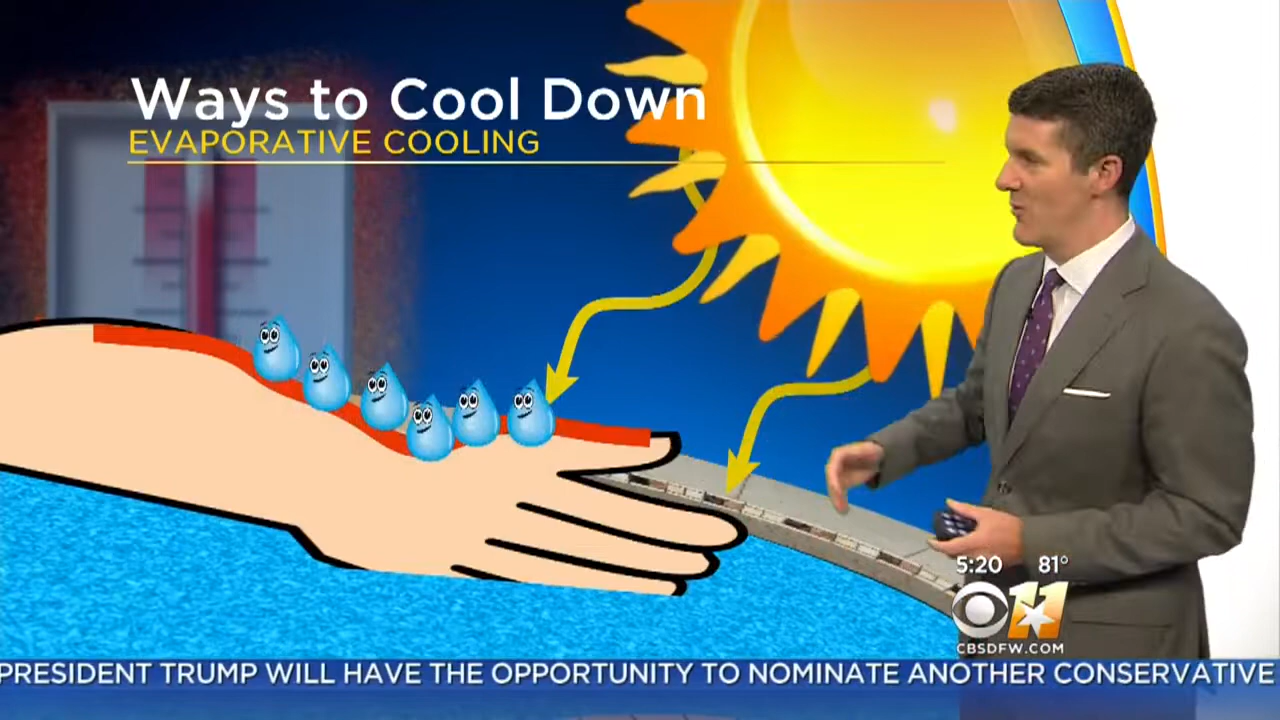 Ways to Cool Down
EVAPORATIVE COOLING
5:20 81°
11
CBSDFW.COM
PRESIDENT TRUMP WILL HAVE THE OPPORTUNITY TO NOMINATE ANOTHER CONSERVATIVE